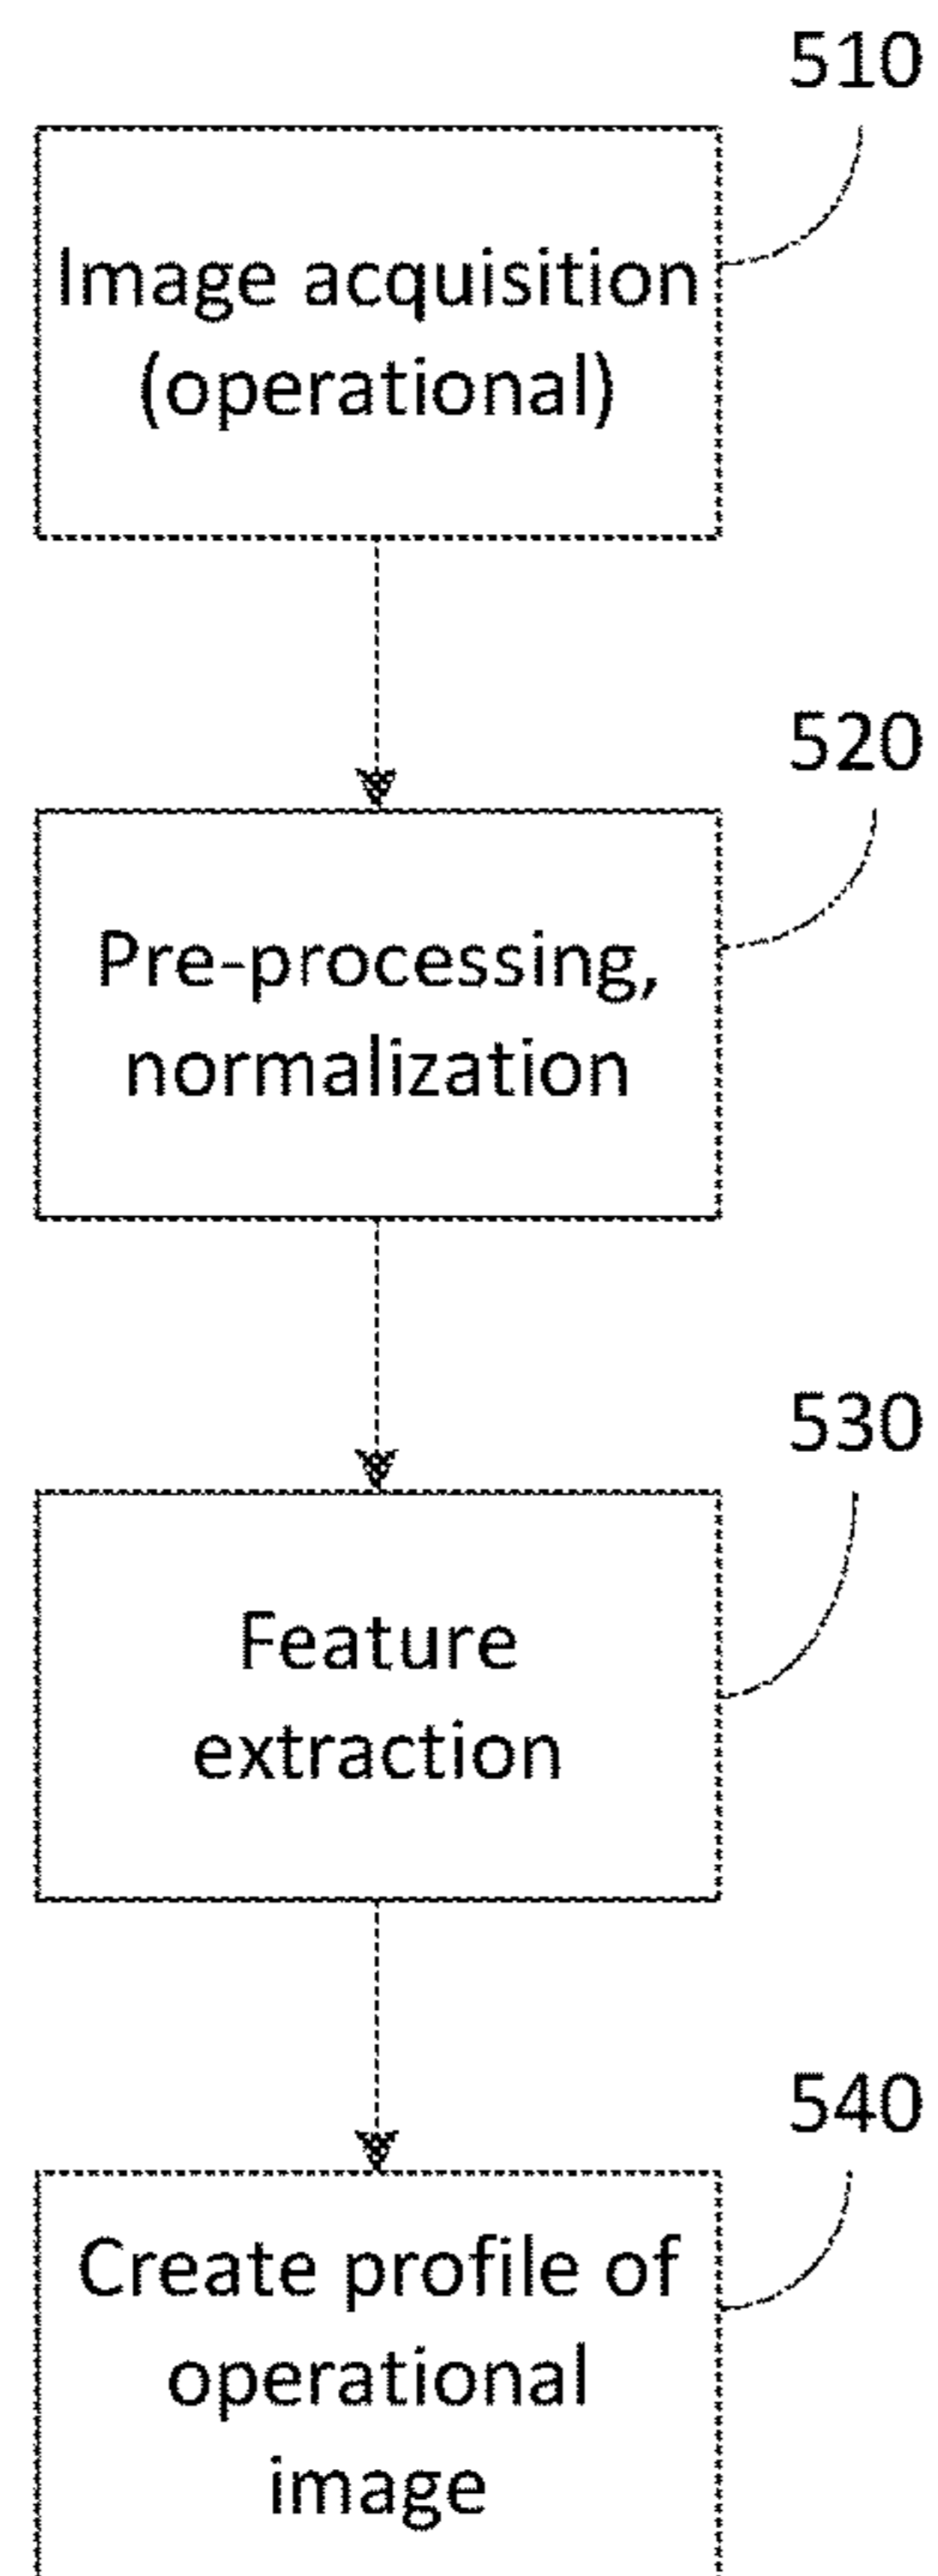 510
Image acquisition
(operational)
520
Pre-processing,
normalization
530
Feature
extraction
540
Create profile of
operational
image